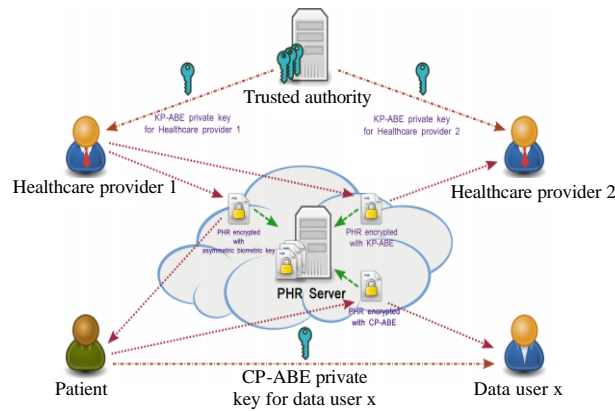 Trusted authority
KP-ABE private key
for Healthcare provider 1
KP-ABE private key
for Healthcare provider 2
Healthcare provider 1
Healthcare provider 2
PHR encrypted
with
asymmetric biometric key
PHR encrypted
with KP-ABE
PHR Server
PHR encrypted
with CP-ABE
Patient
CP-ABE private
key for data user x
Data user x